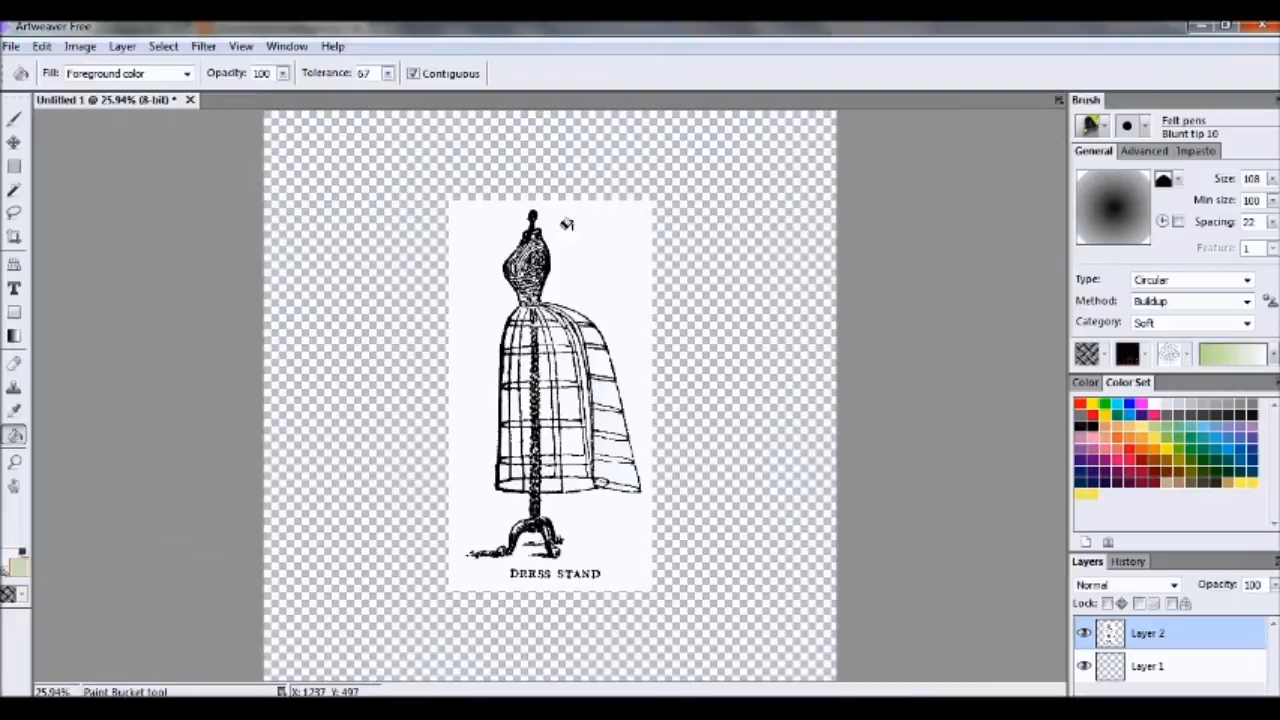 Artweaver Free
File Edit Image Layer Select Filter View Window Help
Fill: Foreground color Opacity: 100 Tolerance: 67 Contiguous
Untitled 1 @ 25.94% (8-bit) *
Brush
Felt pens
Blunt tip 10
General Advanced Impasto
Size: 108
Min size: 100
Spacing: 22
Feature: 1
Type: Circular
Method: Buildup
Category: Soft
Color Color Set
DRESS STAND
Layers History
Normal Opacity: 100
Lock:
Layer 2
Layer 1
25.94% Paint Bucket tool X: 1237 Y: 497